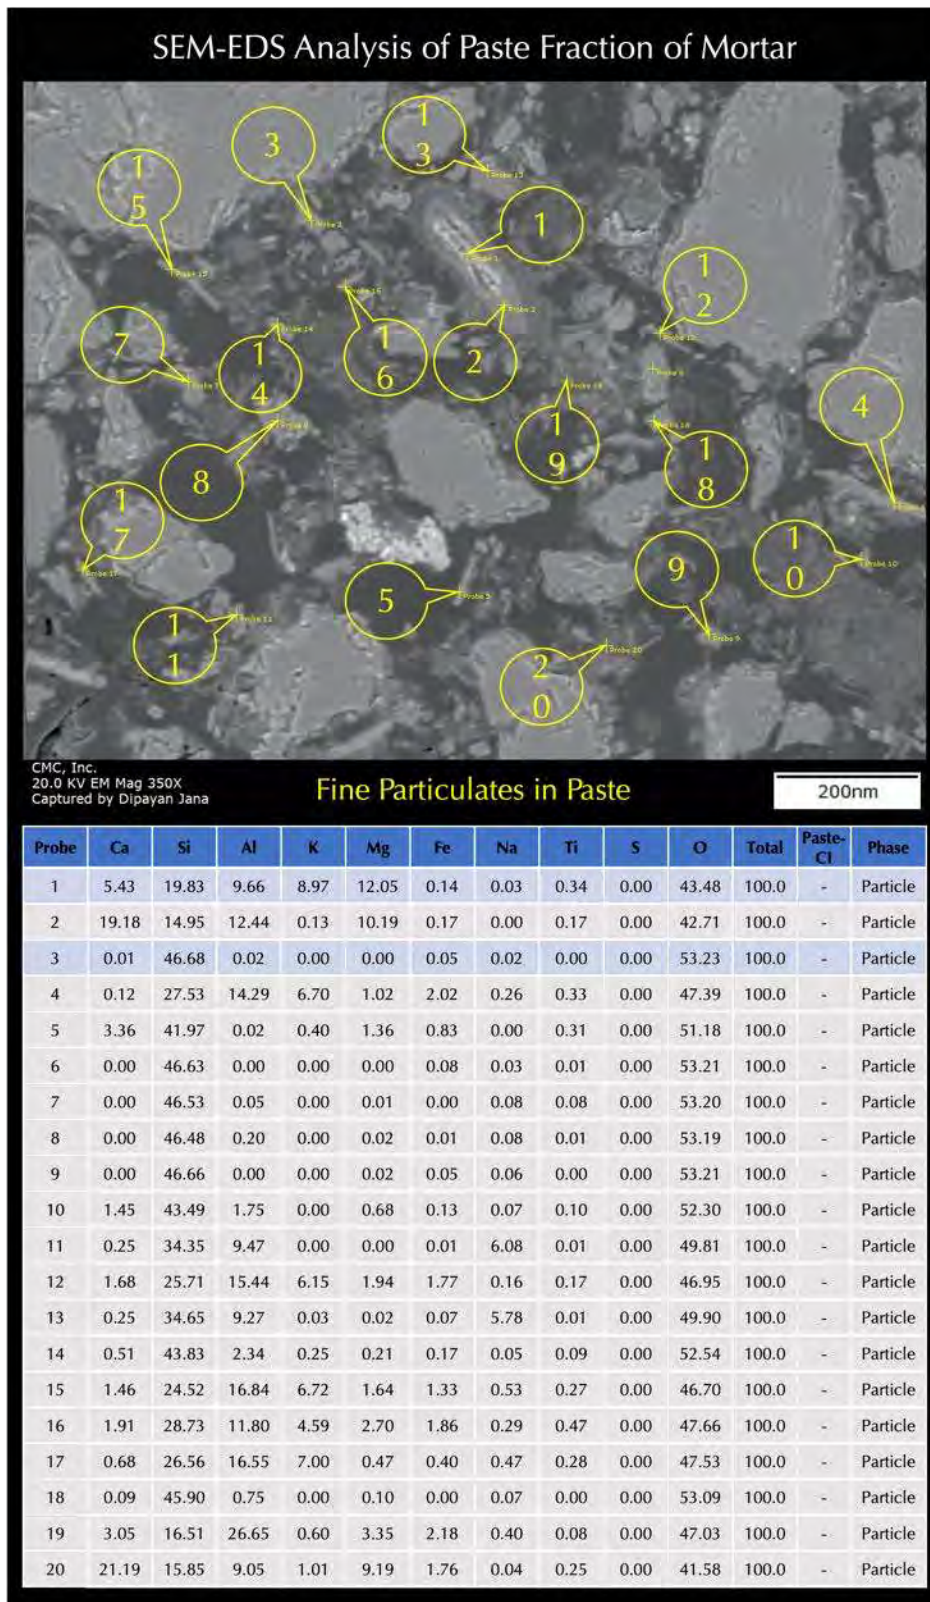 SEM-EDS Analysis of Paste Fraction of Mortar
1
3
3
1
5
1
1
2
7
1
4
1
6
2
4
8
1
9
1
8
1
7
5
9
1
0
1
1
2
0
Probe 13
Probe 1
Probe 15
Probe 16
Probe 2
Probe 14
Probe 17
Probe 10
Probe 9
Probe 20
CMC, Inc.
20.0 KV EM Mag 350X
Captured by Dipayan Jana
Fine Particulates in Paste
200nm
Probe Ca Si Al K Mg Fe Na Ti S O Total Paste-CI Phase
1 5.43 19.83 9.66 8.97 12.05 0.14 0.03 0.34 0.00 43.48 100.0 - Particle
2 19.18 14.95 12.44 0.13 10.19 0.17 0.00 0.17 0.00 42.71 100.0 - Particle
3 0.01 46.68 0.02 0.00 0.00 0.05 0.02 0.00 0.00 53.23 100.0 - Particle
4 0.12 27.53 14.29 6.70 1.02 2.02 0.26 0.33 0.00 47.39 100.0 - Particle
5 3.36 41.97 0.02 0.40 1.36 0.83 0.00 0.31 0.00 51.18 100.0 - Particle
6 0.00 46.63 0.00 0.00 0.00 0.08 0.03 0.01 0.00 53.21 100.0 - Particle
7 0.00 46.53 0.05 0.00 0.01 0.00 0.08 0.08 0.00 53.20 100.0 - Particle
8 0.00 46.48 0.20 0.00 0.02 0.01 0.08 0.01 0.00 53.19 100.0 - Particle
9 0.00 46.66 0.00 0.00 0.02 0.05 0.06 0.00 0.00 53.21 100.0 - Particle
10 1.45 43.49 1.75 0.00 0.68 0.13 0.07 0.10 0.00 52.30 100.0 - Particle
11 0.25 34.35 9.47 0.00 0.00 0.01 6.08 0.01 0.00 49.81 100.0 - Particle
12 1.68 25.71 15.44 6.15 1.94 1.77 0.16 0.17 0.00 46.95 100.0 - Particle
13 0.25 34.65 9.27 0.03 0.02 0.07 5.78 0.01 0.00 49.90 100.0 - Particle
14 0.51 43.83 2.34 0.25 0.21 0.17 0.05 0.09 0.00 52.54 100.0 - Particle
15 1.46 24.52 16.84 6.72 1.64 1.33 0.53 0.27 0.00 46.70 100.0 - Particle
16 1.91 28.73 11.80 4.59 2.70 1.86 0.29 0.47 0.00 47.66 100.0 - Particle
17 0.68 26.56 16.55 7.00 0.47 0.40 0.47 0.28 0.00 47.53 100.0 - Particle
18 0.09 45.90 0.75 0.00 0.10 0.00 0.07 0.00 0.00 53.09 100.0 - Particle
19 3.05 16.51 26.65 0.60 3.35 2.18 0.40 0.08 0.00 47.03 100.0 - Particle
20 21.19 15.85 9.05 1.01 9.19 1.76 0.04 0.25 0.00 41.58 100.0 - Particle